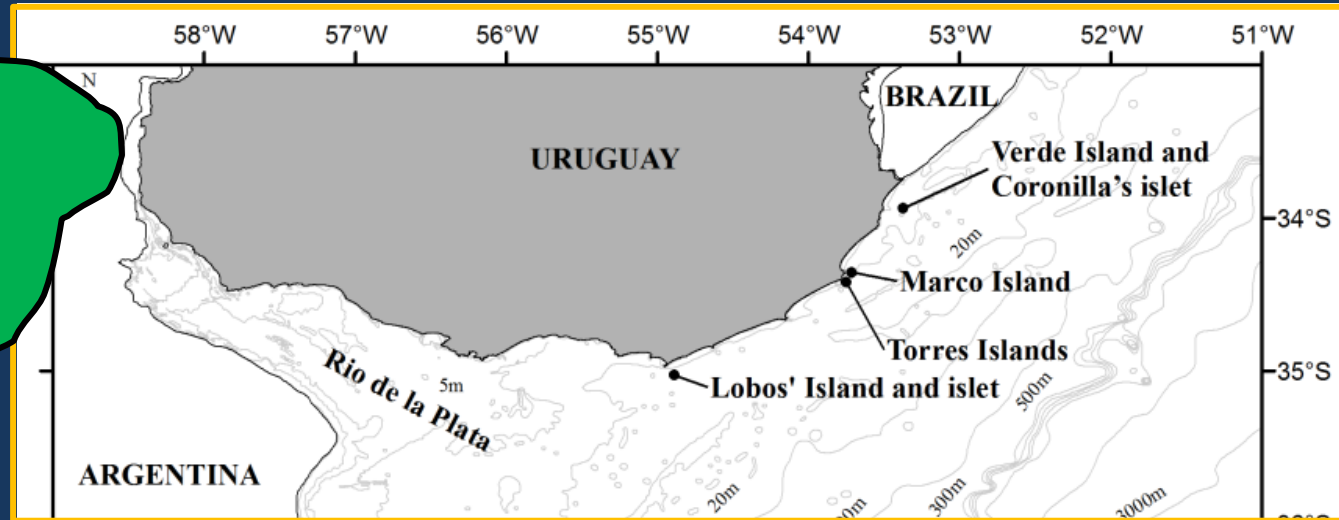 58°W 57°W 56°W 55°W 54°W 53°W 52°W 51°W
N
BRAZIL
URUGUAY
Verde Island and
Coronilla's islet
34°S
20m
Marco Island
Torres Islands
35°S
Rio de la Plata
5m
Lobos' Island and islet
500m
ARGENTINA
20m
300m
3000m